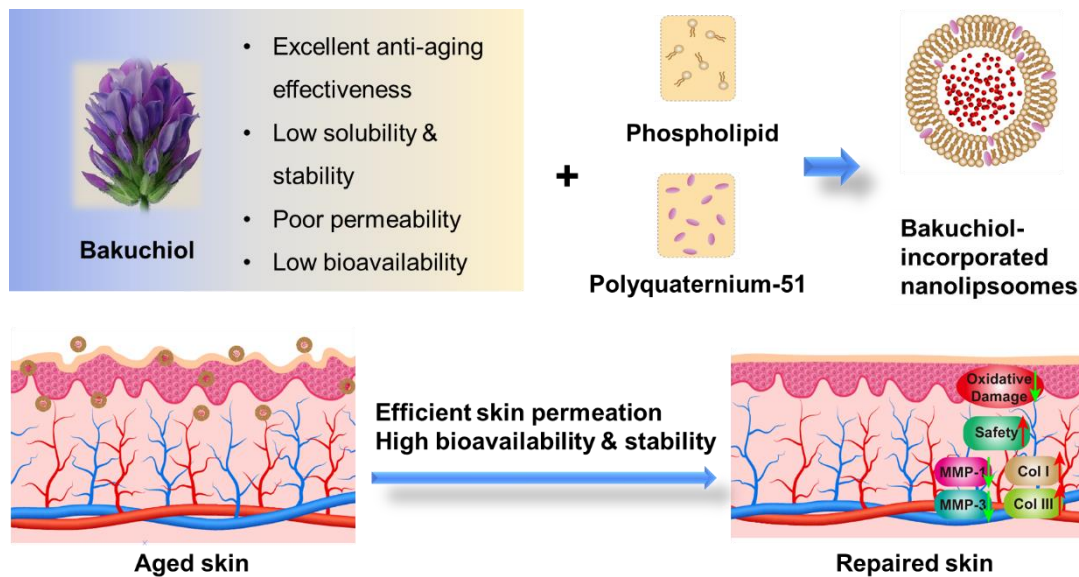 • Excellent anti-aging
effectiveness
• Low solubility &
stability
• Poor permeability
• Low bioavailability
Bakuchiol
+
Phospholipid
Polyquaternium-51
Bakuchiol-
incorporated
nanolipsoomes
Efficient skin permeation
High bioavailability & stability
Aged skin
Oxidative
Damage
Safety
MMP-1
Col I
MMP-3
Col III
Repaired skin